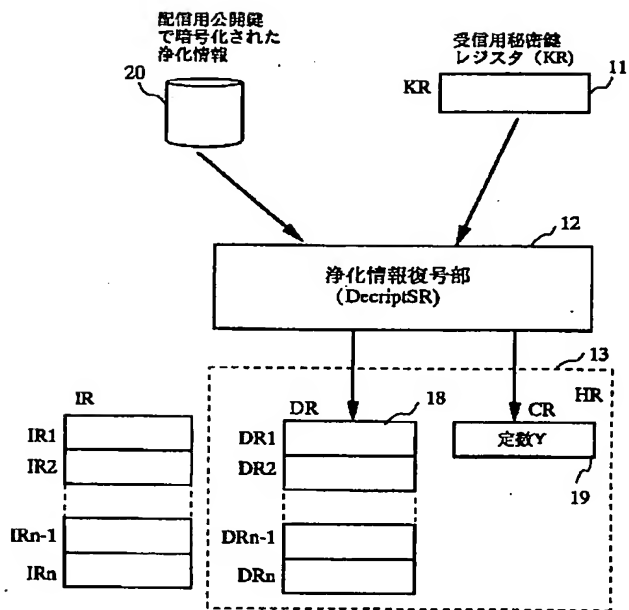 配信用公開鍵
で暗号化された
浄化情報
20
受信用秘密鍵
レジスタ (KR)
11
KR
12
浄化情報復号部
(DecriptSR)
13
HR
IR
DR
18
CR
IR1
DR1
定数Y
IR2
DR2
19
IRn-1
DRn-1
IRn
DRn